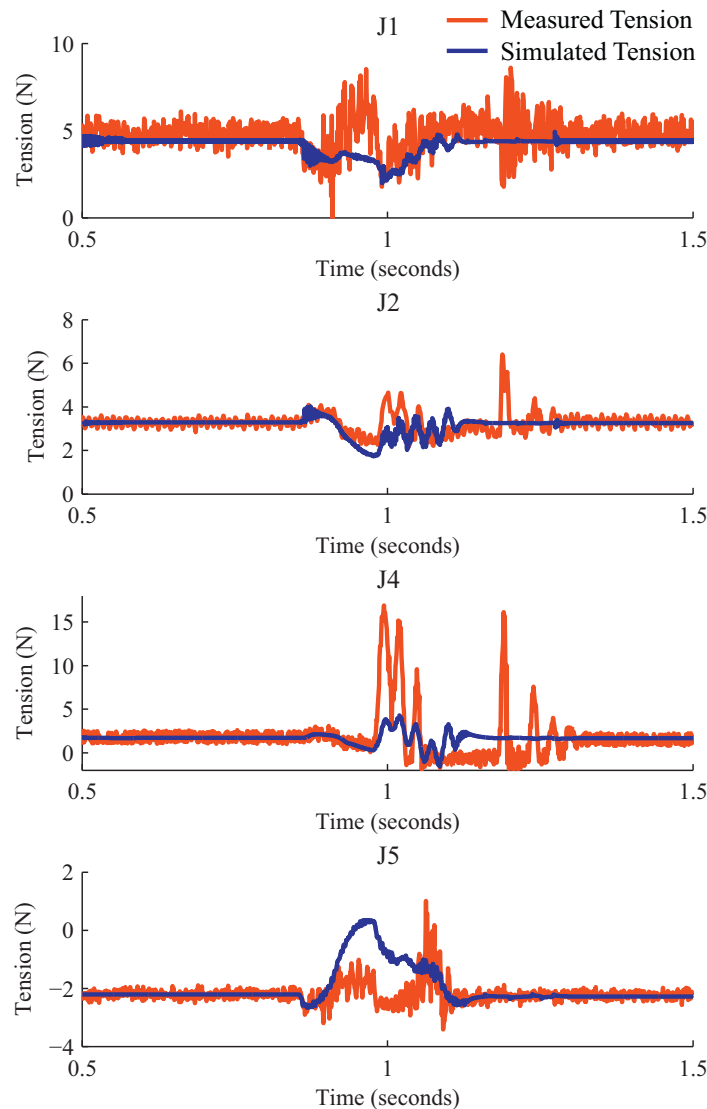 J1
Measured Tension
Simulated Tension
10
5
0
Tension (N)
0.5
1
1.5
Time (seconds)
J2
8
6
4
2
0
Tension (N)
0.5
1
1.5
Time (seconds)
J4
15
10
5
0
Tension (N)
0.5
1
1.5
Time (seconds)
J5
2
0
−2
−4
Tension (N)
0.5
1
1.5
Time (seconds)